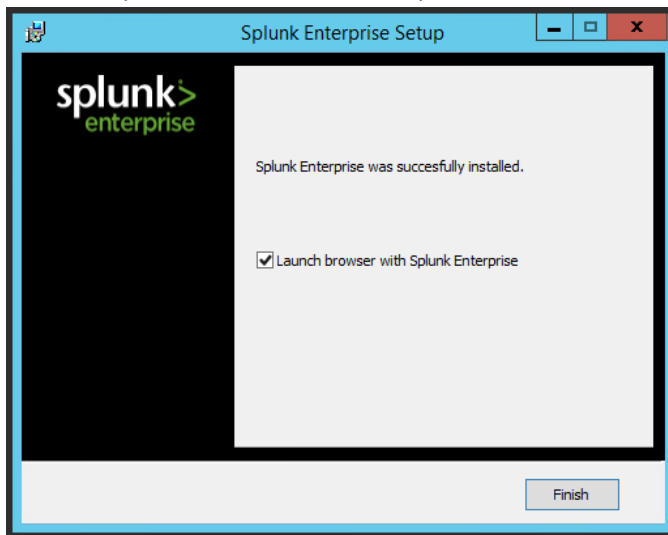 Splunk Enterprise Setup
splunk>
enterprise
Splunk Enterprise was succesfully installed.
Launch browser with Splunk Enterprise
Finish